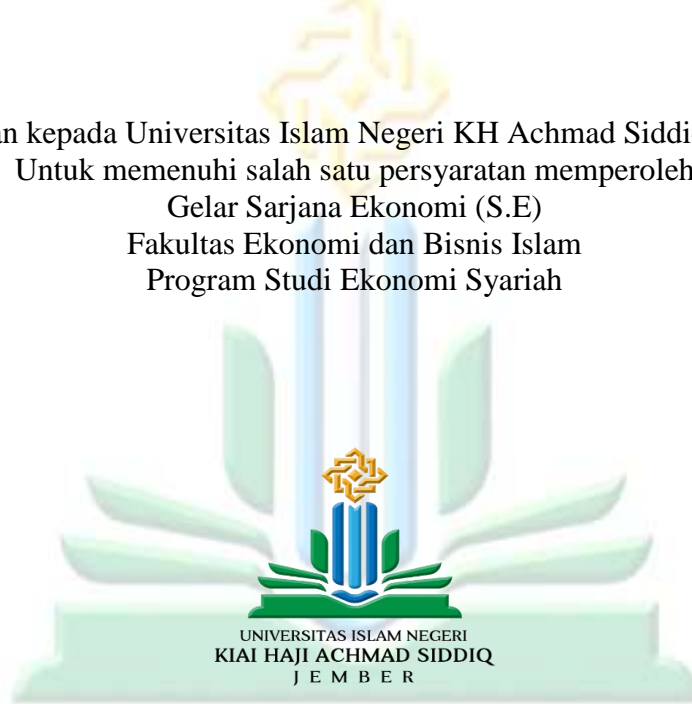 an kepada Universitas Islam Negeri KH Achmad Siddi
Untuk memenuhi salah satu persyaratan memperoleh
Gelar Sarjana Ekonomi (S.E)
Fakultas Ekonomi dan Bisnis Islam
Program Studi Ekonomi Syariah
UNIVERSITAS ISLAM NEGERI
KIAI HAJI ACHMAD SIDDIQ
JEMBER